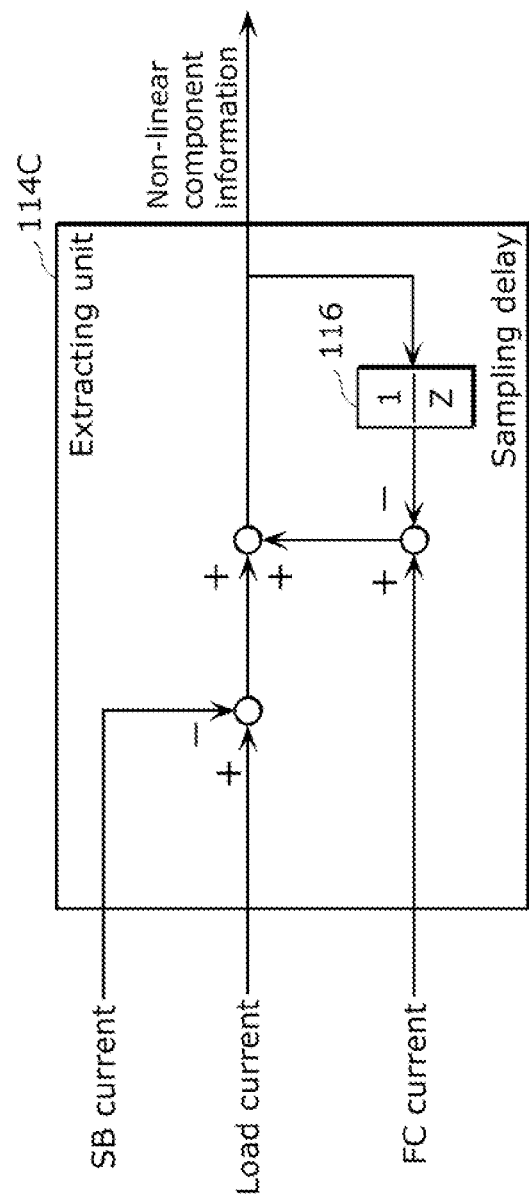 114C
Extracting unit
Non-linear
component
information
SB current
−
+
Load current
+
+
116
1
Z
−
+
FC current
Sampling delay